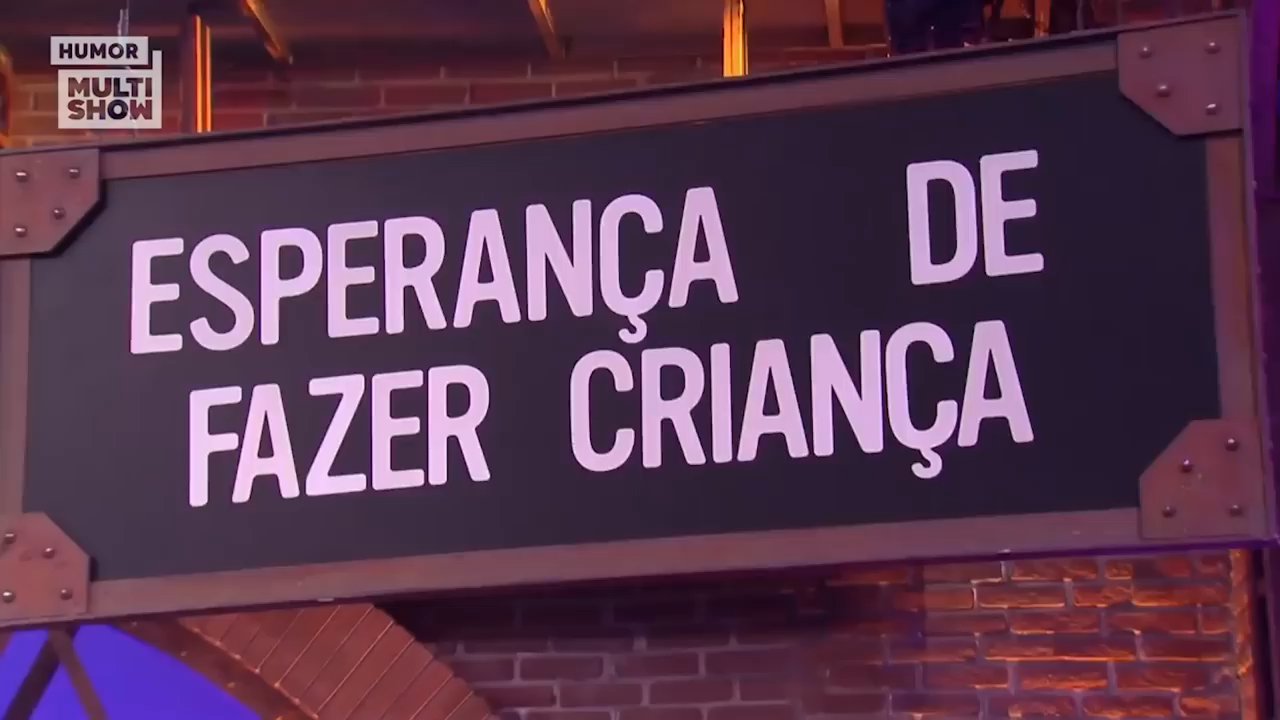 HUMOR
MULTI
SHOW
ESPERANÇA DE
FAZER CRIANÇA